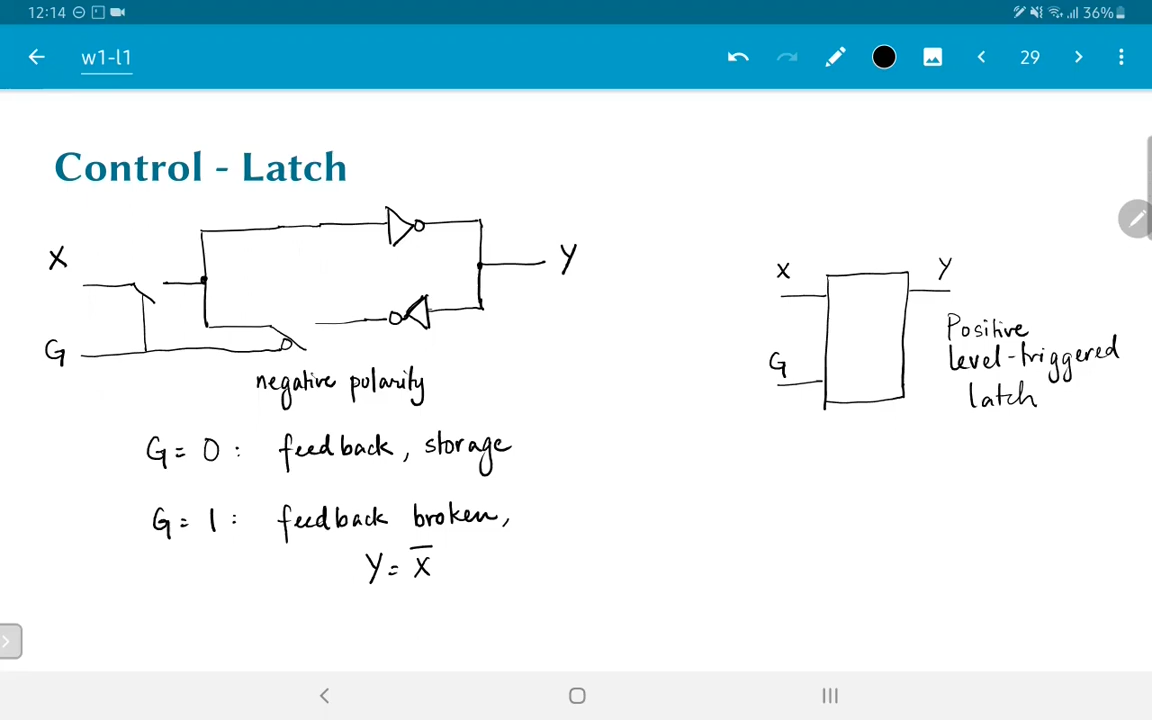 12:14
36%
w1-l1
29
Control - Latch
X
Y
G
negative polarity
G = 0 : feedback, storage
G = 1 : feedback broken,
Y = X̅
X
Y
G
Positive
level-triggered
latch